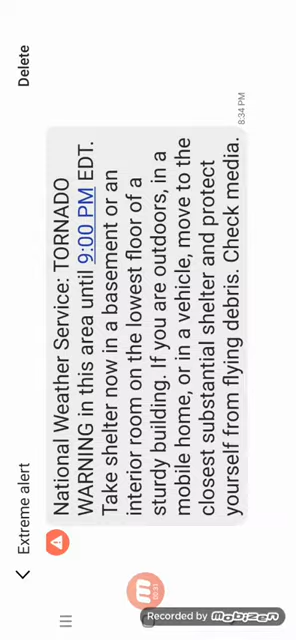 Extreme alert
Delete
National Weather Service: TORNADO
WARNING in this area until 9:00 PM EDT.
Take shelter now in a basement or an
interior room on the lowest floor of a
sturdy building. If you are outdoors, in a
mobile home, or in a vehicle, move to the
closest substantial shelter and protect
yourself from flying debris. Check media.
8:34 PM
00:31
Recorded by mobizen